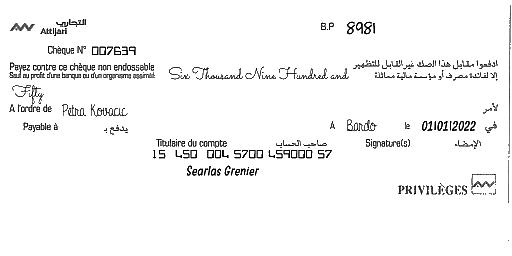 التجاري
Attijari
B.P 8981
Chèque N° 007639
Payez contre ce chèque non endossable
Sauf au profit d'une banque ou d'un organisme assimilé
Six Thousand Nine Hundred and
ادفعوا مقابل هذا الصك غير القابل للتظهير
إلا لفائدة مصرف أو مؤسسة مالية مماثلة
Fifty
A l'ordre de Petra Kovacic
لأمر
Payable à يدفع بـ
A Bardo le 01/01/2022 في
Titulaire du compte صاحب الحساب Signature(s) الإمضاء
15 450 004 5700 459000 57
Searlas Grenier
PRIVILÈGES